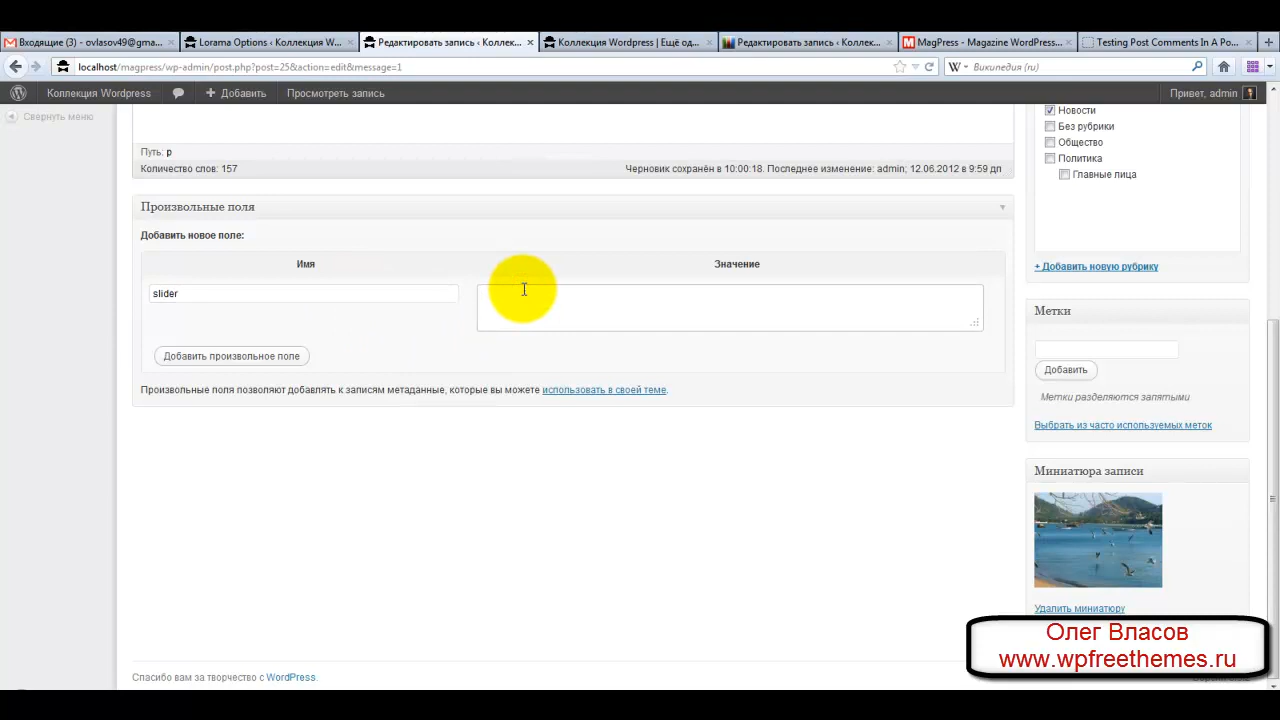 Входящие (3) - ovlasov49@gma...
Lorama Options ‹ Коллекция W...
Редактировать запись ‹ Коллек...
Коллекция Wordpress | Ещё од...
Редактировать запись ‹ Коллек...
MagPress - Magazine WordPress...
Testing Post Comments In A Po...
localhost/magpress/wp-admin/post.php?post=25&action=edit&message=1
Википедия (ru)
Коллекция Wordpress
Добавить
Просмотреть запись
Привет, admin
Свернуть меню
Новости
Без рубрики
Общество
Политика
Главные лица
Путь: p
Количество слов: 157
Черновик сохранён в 10:00:18. Последнее изменение: admin; 12.06.2012 в 9:59 дп
Произвольные поля
Добавить новое поле:
Имя
Значение
slider
Добавить произвольное поле
Произвольные поля позволяют добавлять к записям метаданные, которые вы можете использовать в своей теме.
+ Добавить новую рубрику
Метки
Добавить
Метки разделяются запятыми
Выбрать из часто используемых меток
Миниатюра записи
Удалить миниатюру
Олег Власов
www.wpfreethemes.ru
Спасибо вам за творчество с WordPress.